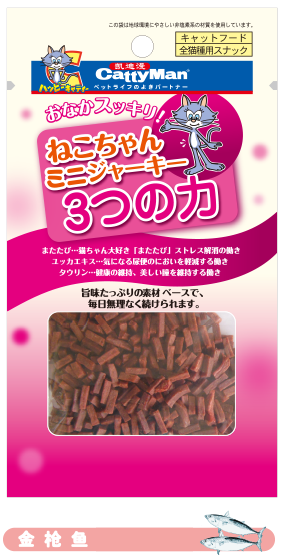 この袋は地球環境にやさしい非塩素系の材質を使用しています。
キャットフード
全猫種用スナック
ハッピーキャティー
凱進洗
CattyMan
ペットライフのよきパートナー
おなかスッキリ!
ねこちゃん
ミニジャーキー
3つの力
またたび…猫ちゃん大好き「またたび」ストレス解消の働き
ユッカエキス…気になる尿便のにおいを軽減する働き
タウリン…健康の維持、美しい瞳を維持する働き
旨味たっぷりの素材ベースで、
毎日無理なく続けられます。
金枪鱼